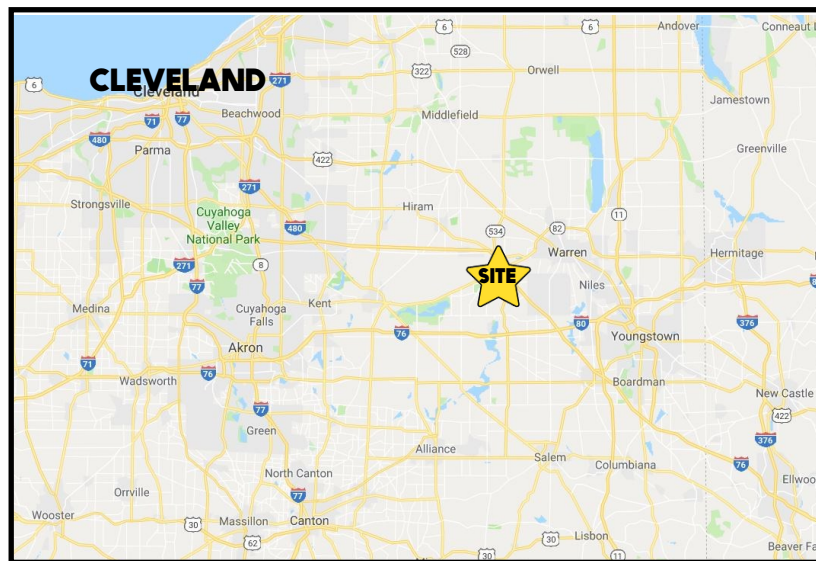 6
6
Andover
Conneaut L
528
322
Orwell
CLEVELAND
Cleveland
271
6
Jamestown
Beachwood
Middlefield
71
77
480
Parma
422
Greenville
271
Strongsville
Hiram
Cuyahoga
Valley
National Park
11
480
534
82
Warren
Hermitage
271
8
SITE
77
Niles
Medina
Cuyahoga
Falls
Kent
80
376
76
Youngstown
Akron
71
76
Wadsworth
Boardman
New Castle
77
422
Green
376
Alliance
Salem
Columbiana
76
North Canton
Ellwoo
Orrville
77
Wooster
30
Massillon
Canton
30
Lisbon
62
Beaver Fa
30
11